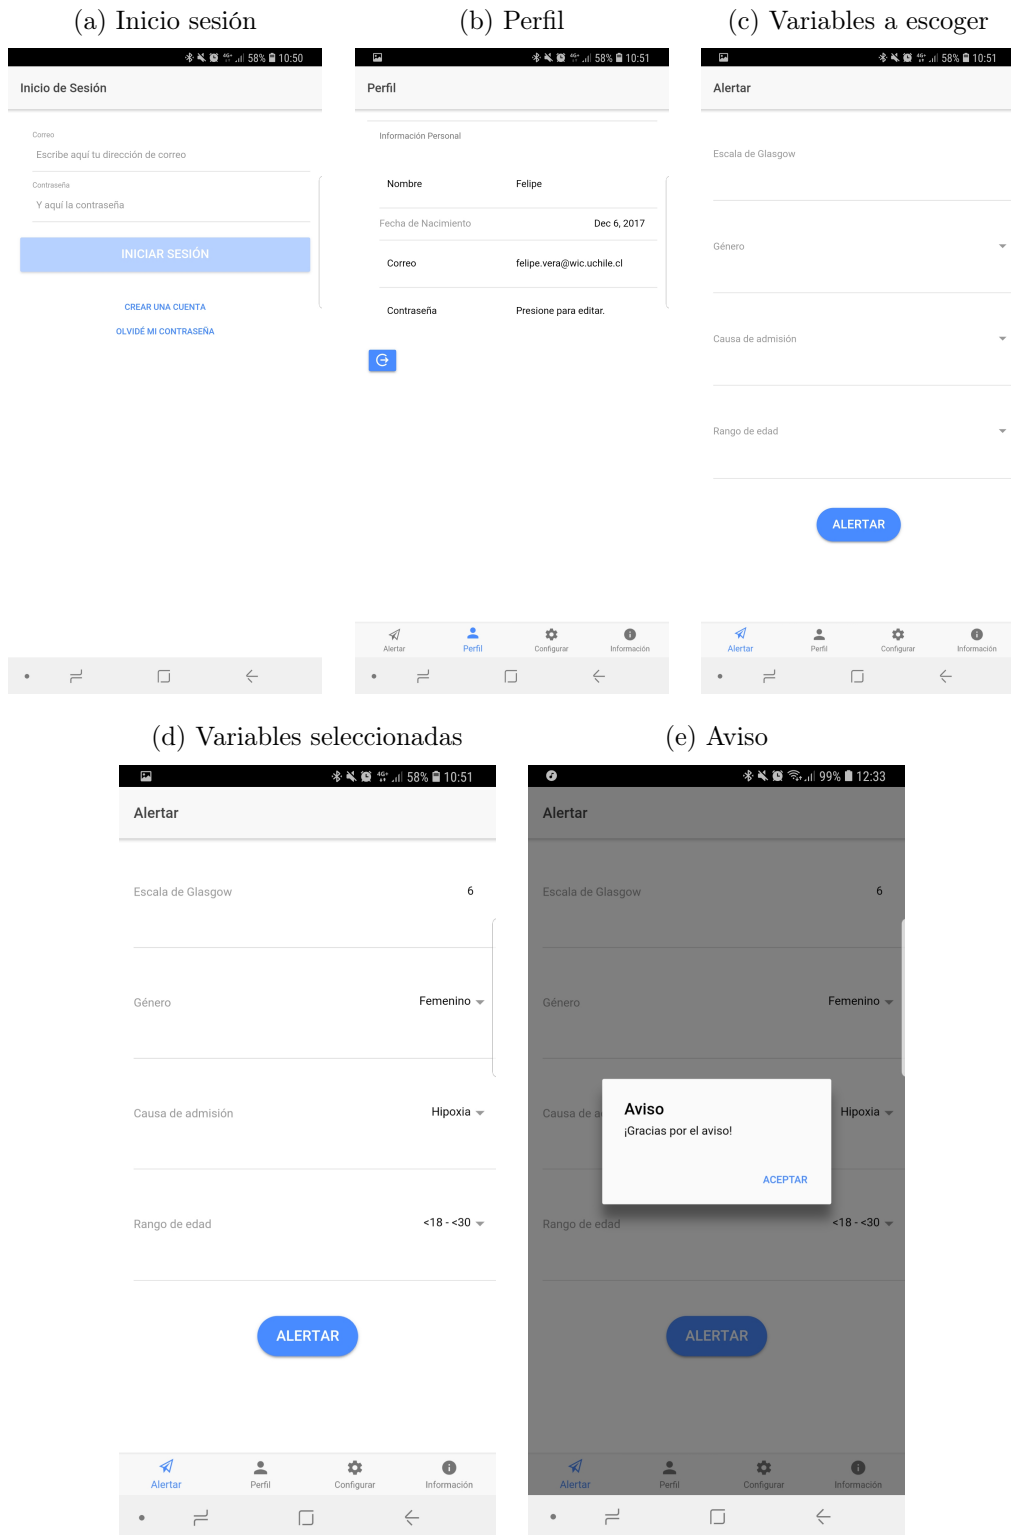 (a) Inicio sesión
58% 10:50
Inicio de Sesión
Correo
Escribe aquí tu dirección de correo
Contraseña
Y aquí la contraseña
INICIAR SESIÓN
CREAR UNA CUENTA
OLVIDÉ MI CONTRASEÑA
(b) Perfil
58% 10:51
Perfil
Información Personal
Nombre Felipe
Fecha de Nacimiento Dec 6, 2017
Correo felipe.vera@wic.uchile.cl
Contraseña Presione para editar.
Alertar Perfil Configurar Información
(c) Variables a escoger
58% 10:51
Alertar
Escala de Glasgow
Género
Causa de admisión
Rango de edad
ALERTAR
Alertar Perfil Configurar Información
(d) Variables seleccionadas
4G+ 58% 10:51
Alertar
Escala de Glasgow 6
Género Femenino
Causa de admisión Hipoxia
Rango de edad <18 - <30
ALERTAR
Alertar Perfil Configurar Información
(e) Aviso
99% 12:33
Alertar
Escala de Glasgow 6
Género Femenino
Causa de a Hipoxia
Aviso
¡Gracias por el aviso!
ACEPTAR
Rango de edad <18 - <30
ALERTAR
Alertar Perfil Configurar Información